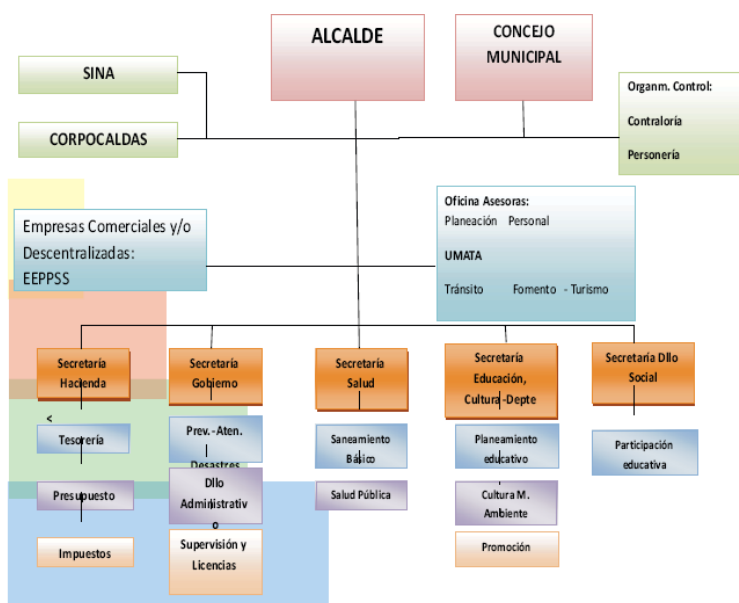 ALCALDE
CONCEJO
MUNICIPAL
SINA
CORPOCALDAS
Organm. Control:
Contraloría
Personería
Empresas Comerciales y/o
Descentralizadas:
EEPPSS
Oficina Asesoras:
Planeación Personal
UMATA
Tránsito Fomento - Turismo
Secretaría
Hacienda
Secretaría
Gobierno
Secretaría
Salud
Secretaría
Educación,
Cultura -Depte
Secretaría Dllo
Social
<
Tesorería
Presupuesto
Impuestos
Prev.-Aten.
Desastres
Dllo
Administrativ
o
Supervisión y
Licencias
Saneamiento
Básico
Salud Pública
Planeamiento
educativo
Cultura M.
Ambiente
Promoción
Participación
educativa